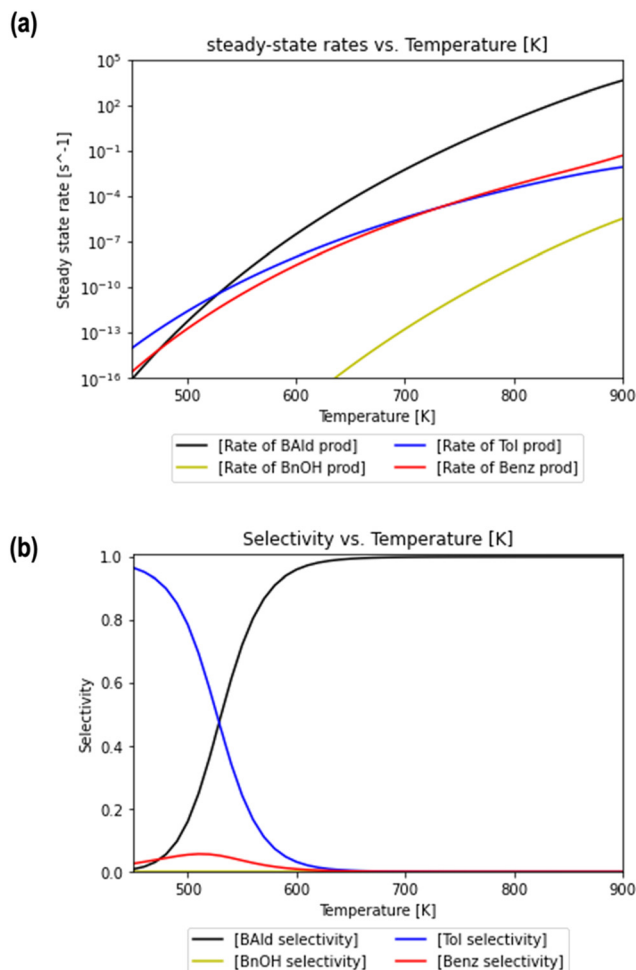 (a)
steady-state rates vs. Temperature [K]
Steady state rate [s^-1]
10^5
10^2
10^-1
10^-4
10^-7
10^-10
10^-13
10^-16
500 600 700 800 900
Temperature [K]
[Rate of BAld prod] [Rate of Tol prod]
[Rate of BnOH prod] [Rate of Benz prod]
(b)
Selectivity vs. Temperature [K]
Selectivity
1.0
0.8
0.6
0.4
0.2
0.0
500 600 700 800 900
Temperature [K]
[BAld selectivity] [Tol selectivity]
[BnOH selectivity] [Benz selectivity]